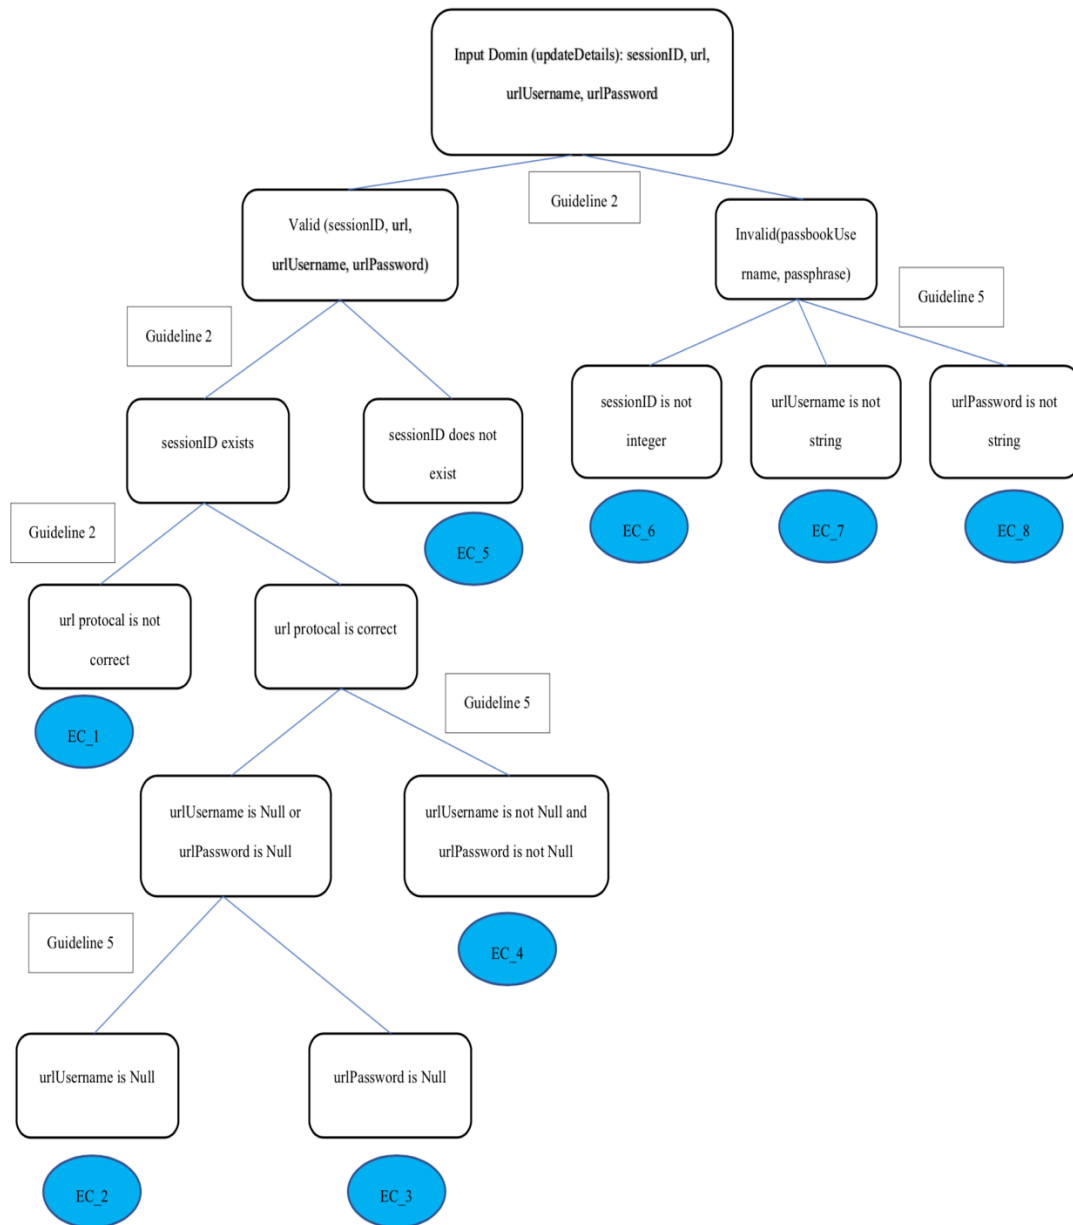 Input Domin (updateDetails): sessionID, url,
urlUsername, urlPassword
Guideline 2
Valid (sessionID, url,
urlUsername, urlPassword)
Invalid(passbookUse
rname, passphrase)
Guideline 5
Guideline 2
sessionID exists
sessionID does not
exist
sessionID is not
integer
urlUsername is not
string
urlPassword is not
string
Guideline 2
EC_5
EC_6
EC_7
EC_8
url protocal is not
correct
url protocal is correct
EC_1
Guideline 5
urlUsername is Null or
urlPassword is Null
urlUsername is not Null and
urlPassword is not Null
Guideline 5
EC_4
urlUsername is Null
urlPassword is Null
EC_2
EC_3